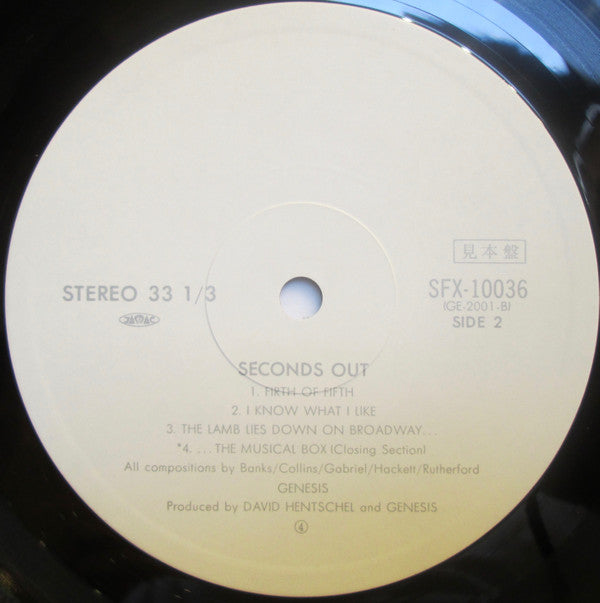 見本盤
STEREO 33 1/3
SFX-10036
(GE-2001-B)
SIDE 2
SECONDS OUT
1. FIRTH OF FIFTH
2. I KNOW WHAT I LIKE
3. THE LAMB LIES DOWN ON BROADWAY...
*4. ...THE MUSICAL BOX (Closing Section)
All compositions by Banks/Collins/Gabriel/Hackett/Rutherford
GENESIS
Produced by DAVID HENTSCHEL and GENESIS
④